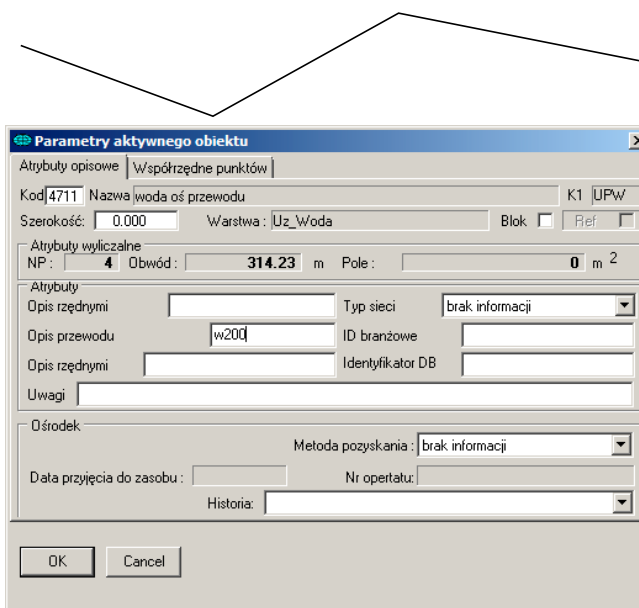 Parametry aktywnego obiektu
Atrybuty opisowe Współrzędne punktów
Kod 4711 Nazwa woda oś przewodu K1 UPW
Szerokość: 0.000 Warstwa : Uz_Woda Blok Ref
Atrybuty wyliczalne
NP : 4 Obwód : 314.23 m Pole : 0 m 2
Atrybuty
Opis rzędnymi Typ sieci brak informacji
Opis przewodu w200 ID branżowe
Opis rzędnymi Identyfikator DB
Uwagi
Ośrodek
Metoda pozyskania : brak informacji
Data przyjęcia do zasobu : Nr opertatu:
Historia:
OK Cancel